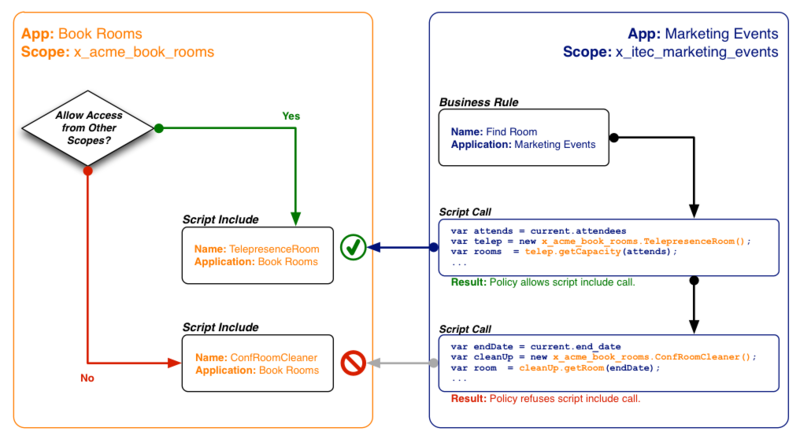 App: Book Rooms
Scope: x_acme_book_rooms
Allow Access
from Other
Scopes?
Yes
No
Script Include
Name: TelepresenceRoom
Application: Book Rooms
Script Include
Name: ConfRoomCleaner
Application: Book Rooms
App: Marketing Events
Scope: x_itec_marketing_events
Business Rule
Name: Find Room
Application: Marketing Events
Script Call
var attends = current.attendees
var telep = new x_acme_book_rooms.TelepresenceRoom();
var rooms  = telep.getCapacity(attends);
...
Result: Policy allows script include call.
Script Call
var endDate = current.end_date
var cleanUp = new x_acme_book_rooms.ConfRoomCleaner();
var room  = cleanUp.getRoom(endDate);
...
Result: Policy refuses script include call.